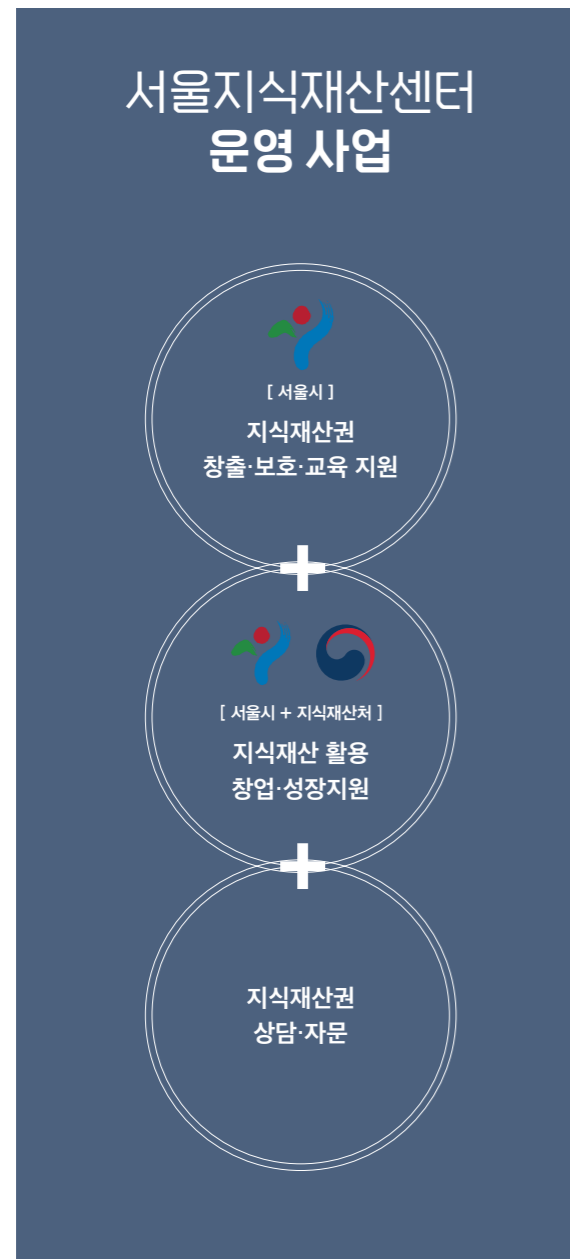 서울지식재산센터
운영 사업
[ 서울시 ]
지식재산권
창출·보호·교육 지원
[ 서울시 + 지식재산처 ]
지식재산 활용
창업·성장지원
지식재산권
상담·자문